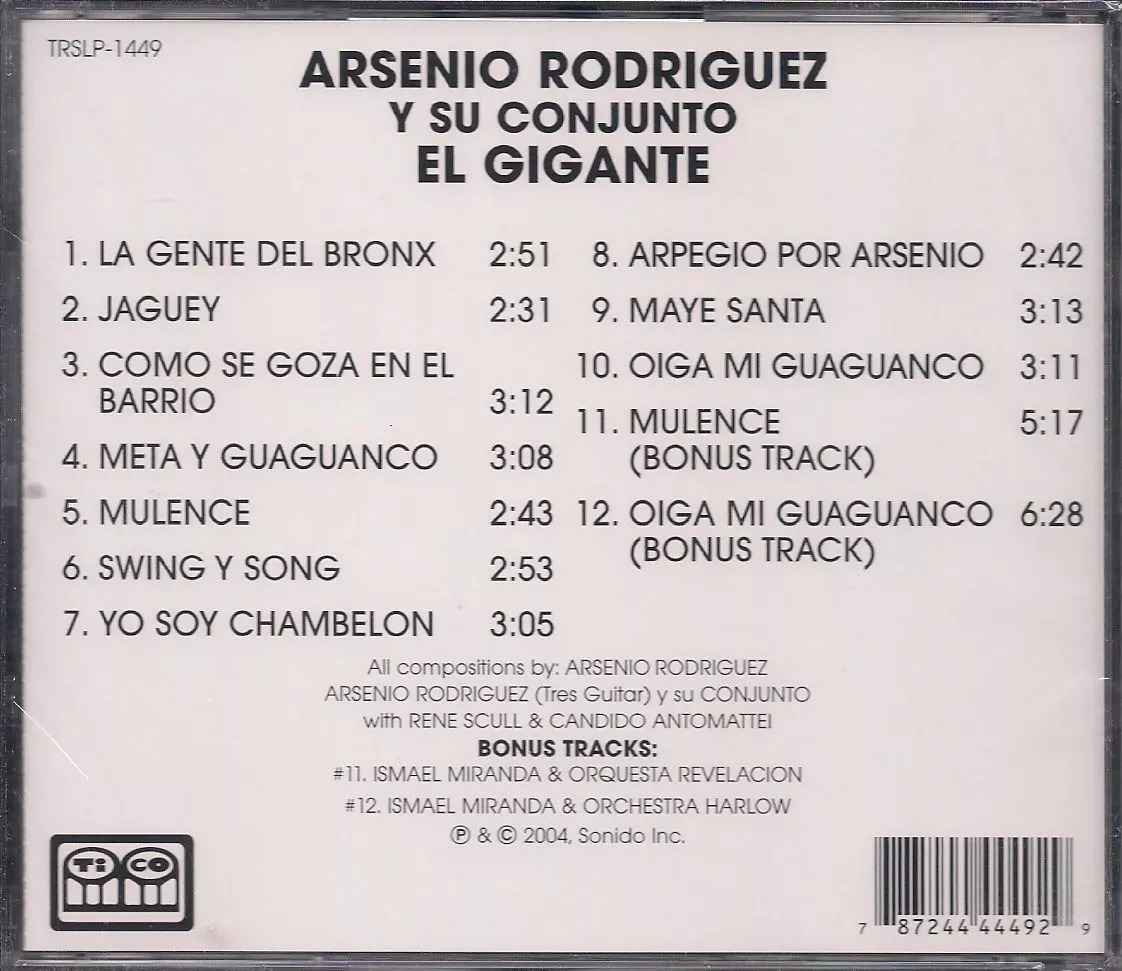 TRSLP-1449
ARSENIO RODRIGUEZ
Y SU CONJUNTO
EL GIGANTE
1. LA GENTE DEL BRONX 2:51
2. JAGUEY 2:31
3. COMO SE GOZA EN EL
BARRIO 3:12
4. META Y GUAGUANCO 3:08
5. MULENCE 2:43
6. SWING Y SONG 2:53
7. YO SOY CHAMBELON 3:05
8. ARPEGIO POR ARSENIO 2:42
9. MAYE SANTA 3:13
10. OIGA MI GUAGUANCO 3:11
11. MULENCE 5:17
(BONUS TRACK)
12. OIGA MI GUAGUANCO 6:28
(BONUS TRACK)
All compositions by: ARSENIO RODRIGUEZ
ARSENIO RODRIGUEZ (Tres Guitar) y su CONJUNTO
with RENE SCULL & CANDIDO ANTOMATTEI
BONUS TRACKS:
#11. ISMAEL MIRANDA & ORQUESTA REVELACION
#12. ISMAEL MIRANDA & ORCHESTRA HARLOW
℗ & © 2004, Sonido Inc.
TiCO
7 87244 44492 9